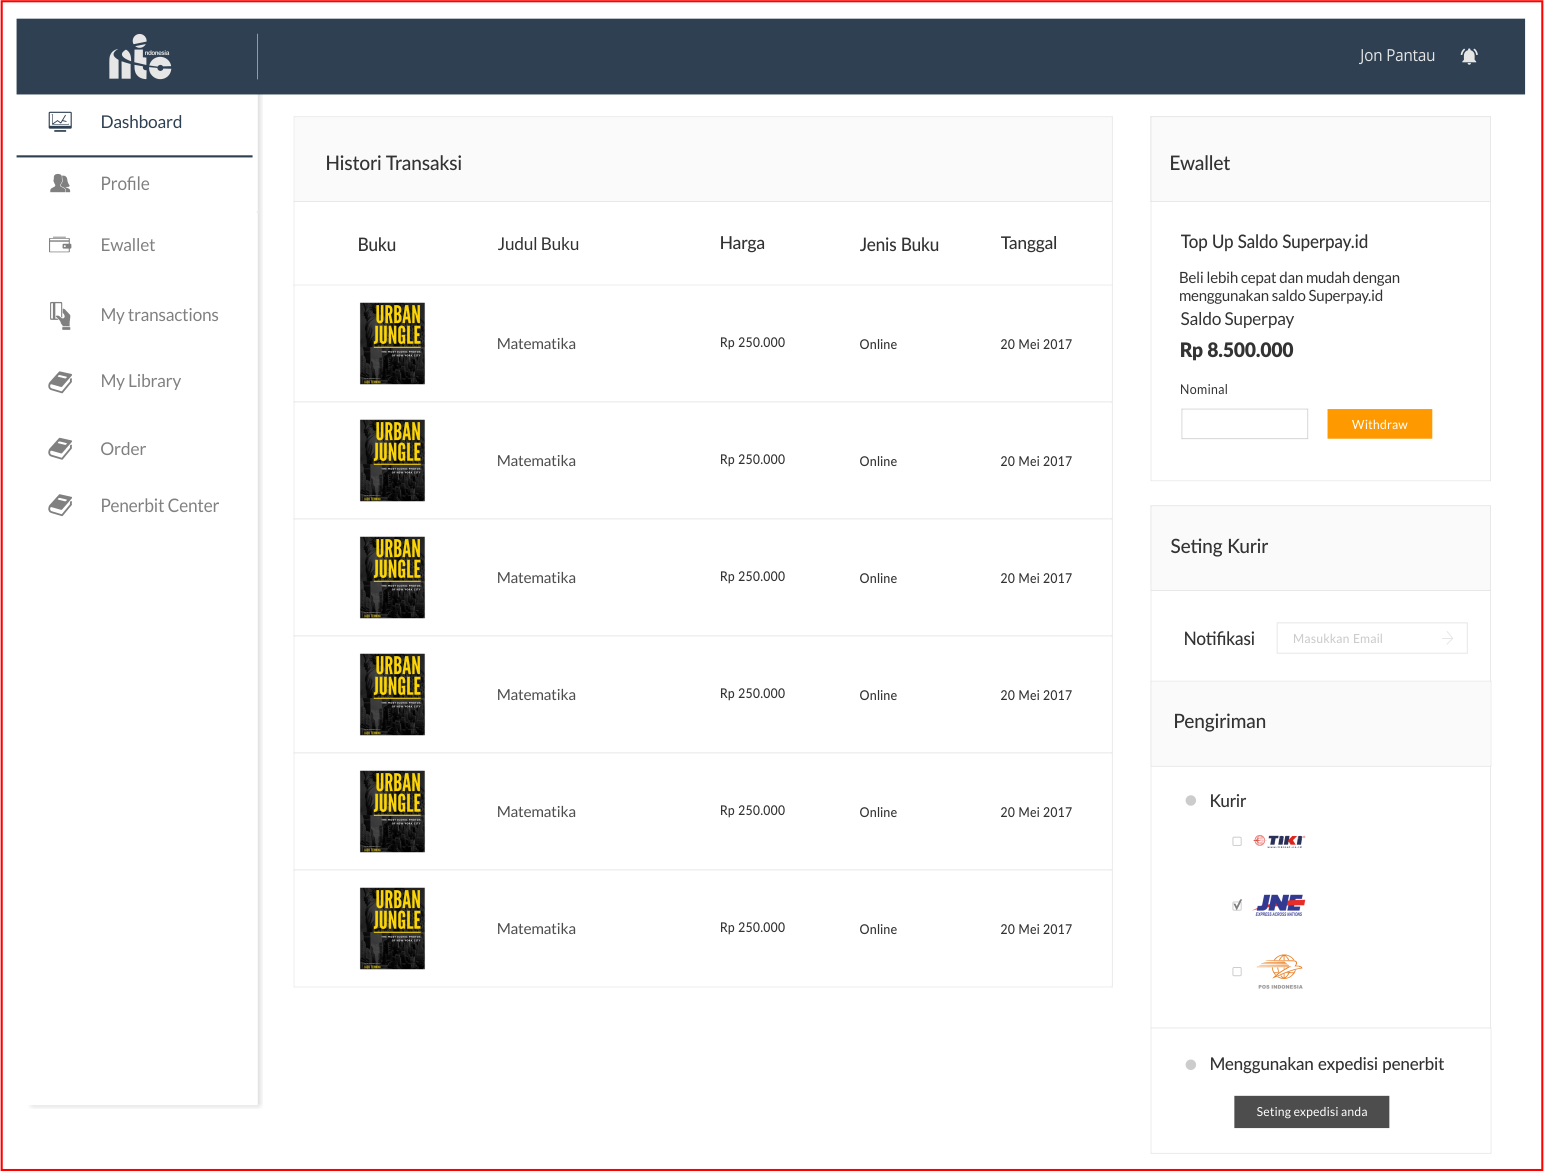 ndonesia
lito
Jon Pantau
Dashboard
Profile
Ewallet
My transactions
My Library
Order
Penerbit Center
Histori Transaksi
Buku Judul Buku Harga Jenis Buku Tanggal
URBAN
JUNGLE
Matematika Rp 250.000 Online 20 Mei 2017
URBAN
JUNGLE
Matematika Rp 250.000 Online 20 Mei 2017
URBAN
JUNGLE
Matematika Rp 250.000 Online 20 Mei 2017
URBAN
JUNGLE
Matematika Rp 250.000 Online 20 Mei 2017
URBAN
JUNGLE
Matematika Rp 250.000 Online 20 Mei 2017
URBAN
JUNGLE
Matematika Rp 250.000 Online 20 Mei 2017
Ewallet
Top Up Saldo Superpay.id
Beli lebih cepat dan mudah dengan
menggunakan saldo Superpay.id
Saldo Superpay
Rp 8.500.000
Nominal
Withdraw
Seting Kurir
Notifikasi Masukkan Email
Pengiriman
Kurir
TIKI
JNE
EXPRESS ACROSS NATIONS
POS INDONESIA
Menggunakan expedisi penerbit
Seting expedisi anda